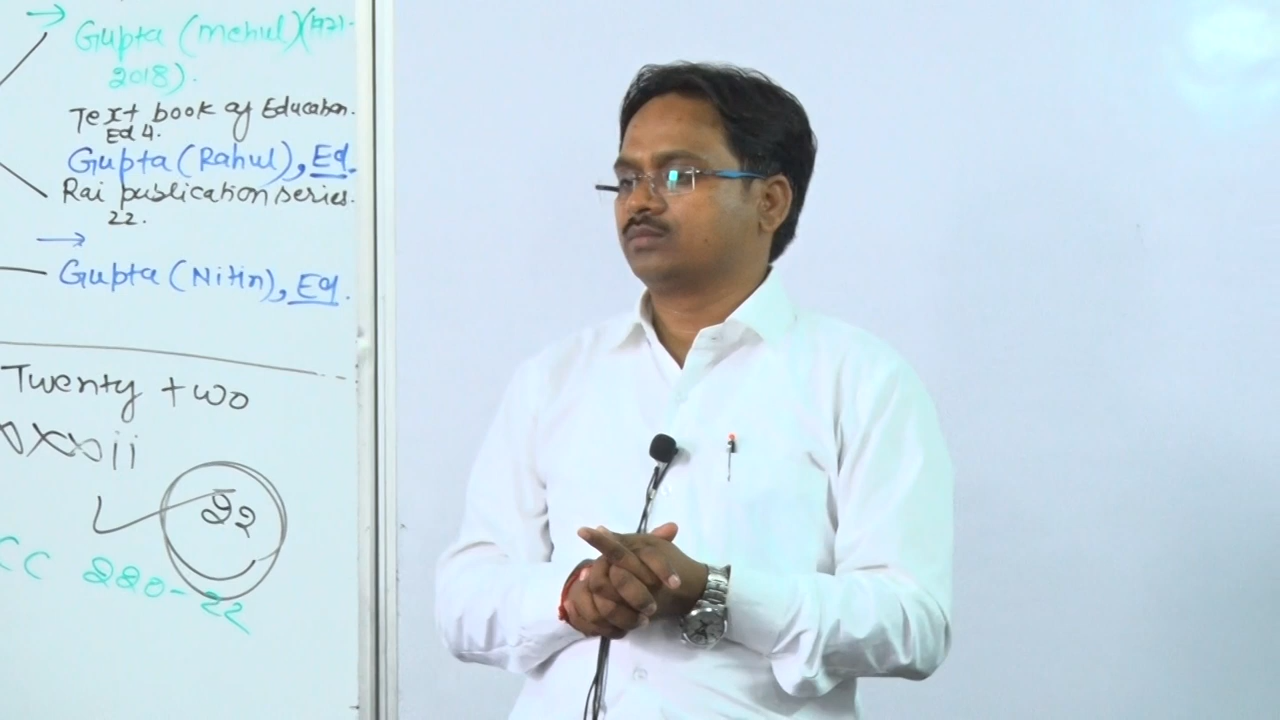 Gupta (Mehul) (1971-
2018).
Text book of Education.
Ed 4.
Gupta (Rahul), Ed.
Rai publication series.
22.
Gupta (Nitin), Ed.
Twenty two
xxii
22
CC 220-22